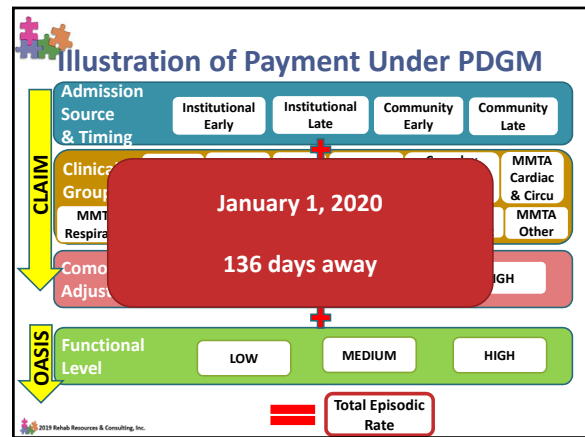 Illustration of Payment Under PDGM
Admission
Source
& Timing
Institutional
Early
Institutional
Late
Community
Early
Community
Late
CLAIM
MMTA
Cardiac
& Circu
MMTA
Other
January 1, 2020
136 days away
OASIS
Functional
Level
LOW
MEDIUM
HIGH
Total Episodic
Rate
2019 Rehab Resources & Consulting, Inc.